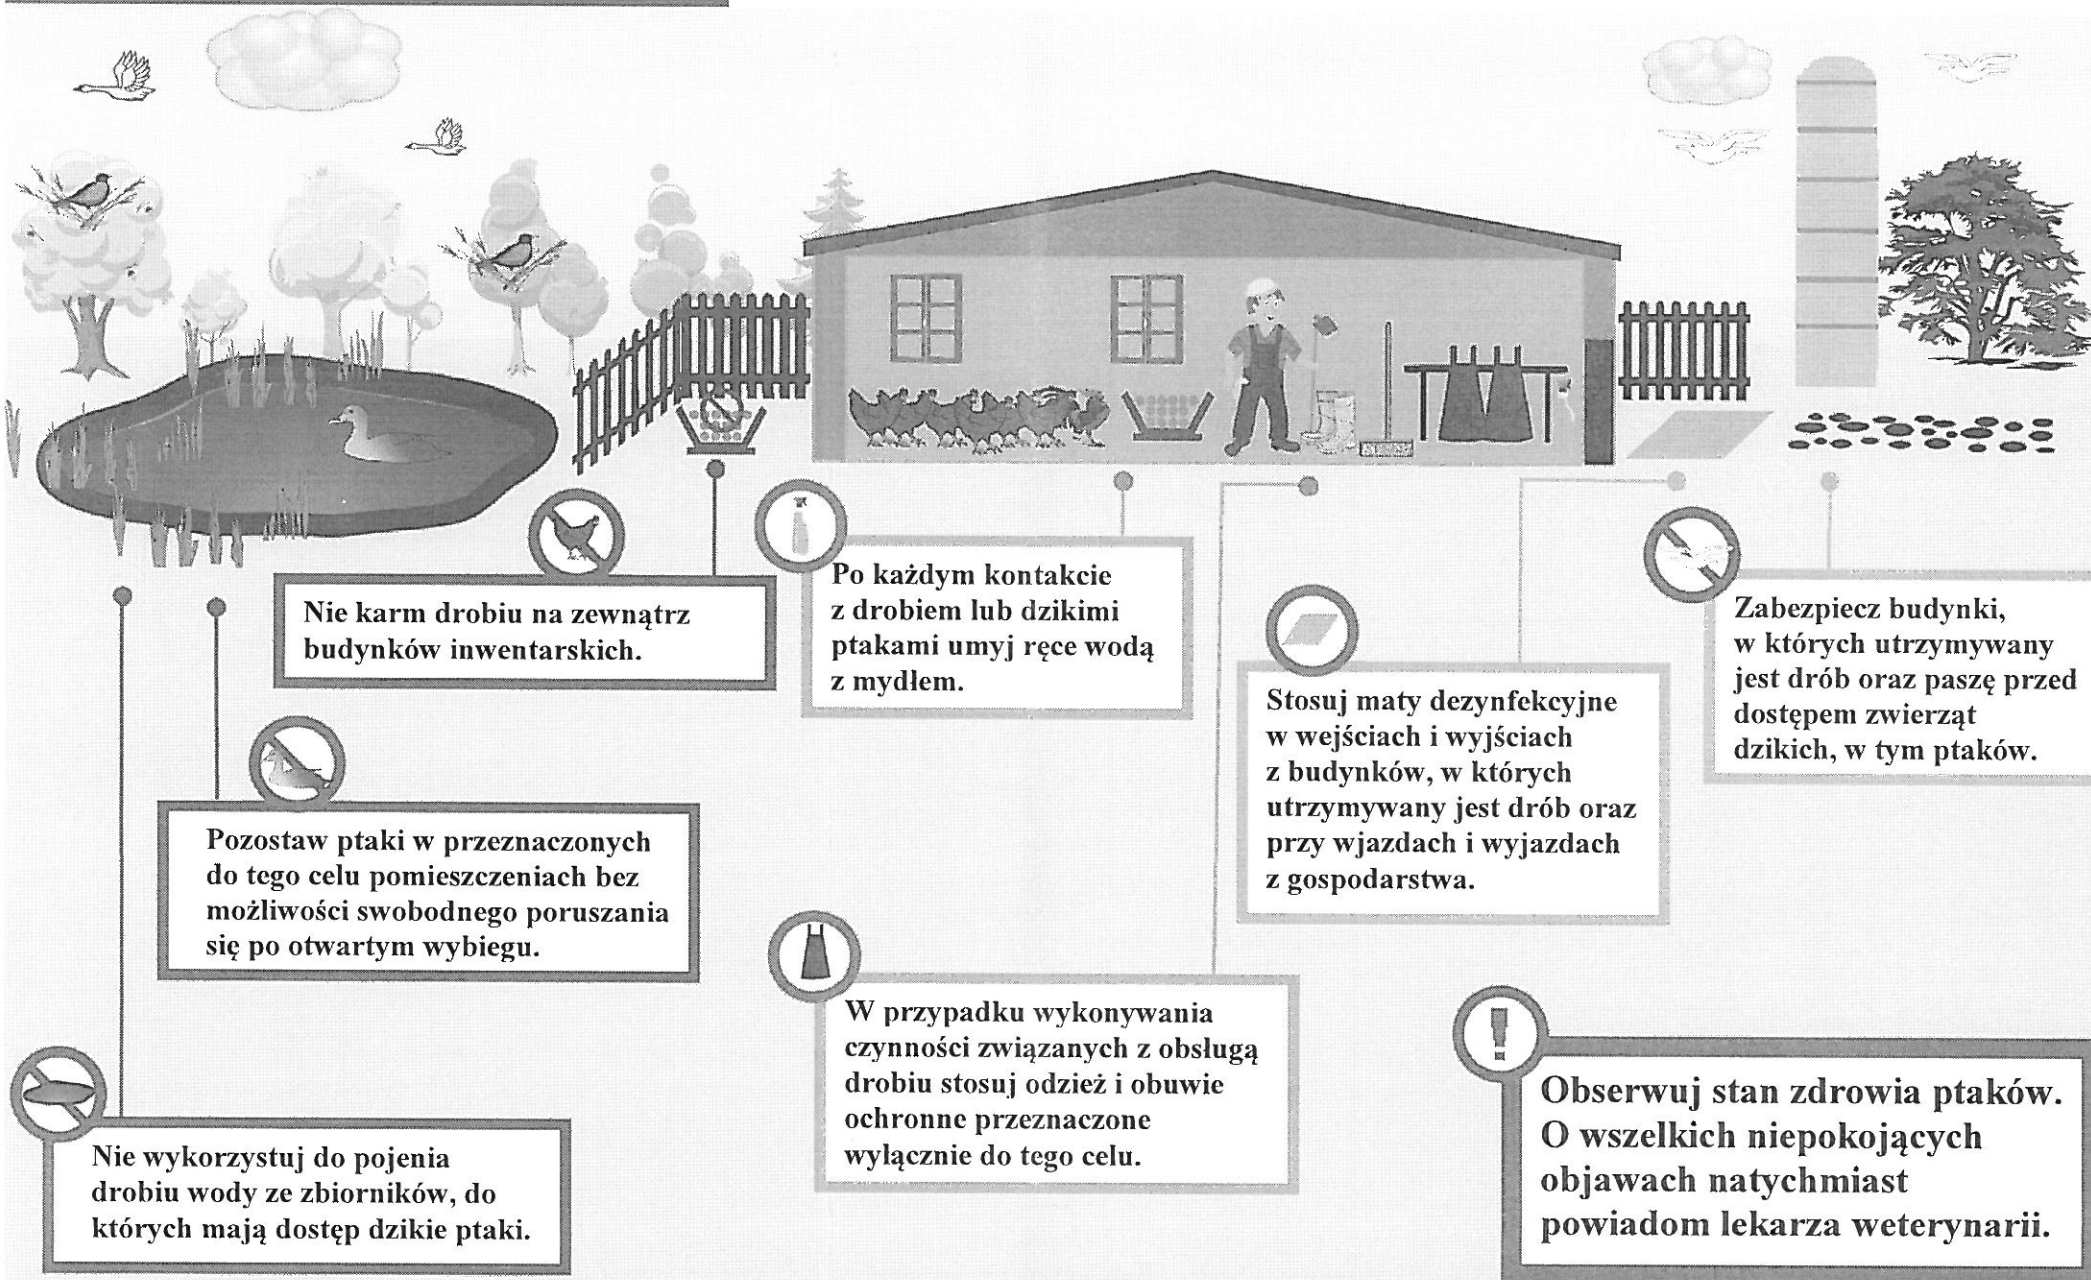 Nie karm drobiu na zewnątrz
budynków inwentarskich.
Po każdym kontakcie
z drobiem lub dzikimi
ptakami umyj ręce wodą
z mydłem.
Zabezpiecz budynki,
w których utrzymywany
jest drób oraz paszę przed
dostępem zwierząt
dzikich, w tym ptaków.
Stosuj maty dezynfekcyjne
w wejściach i wyjściach
z budynków, w których
utrzymywany jest drób oraz
przy wjazdach i wyjazdach
z gospodarstwa.
Pozostaw ptaki w przeznaczonych
do tego celu pomieszczeniach bez
możliwości swobodnego poruszania
się po otwartym wybiegu.
W przypadku wykonywania
czynności związanych z obsługą
drobiu stosuj odzież i obuwie
ochronne przeznaczone
wyłącznie do tego celu.
Nie wykorzystuj do pojenia
drobiu wody ze zbiorników, do
których mają dostęp dzikie ptaki.
Obserwuj stan zdrowia ptaków.
O wszelkich niepokojących
objawach natychmiast
powiadom lekarza weterynarii.